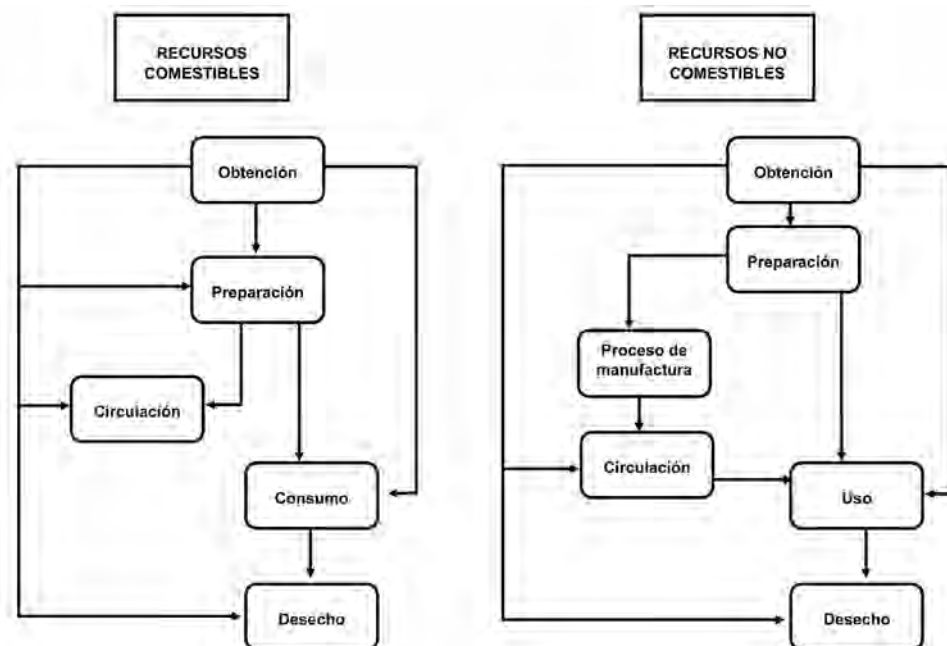 RECURSOS
COMESTIBLES
Obtención
Preparación
Circulación
Consumo
Desecho
RECURSOS NO
COMESTIBLES
Obtención
Preparación
Proceso de
manufactura
Circulación
Uso
Desecho